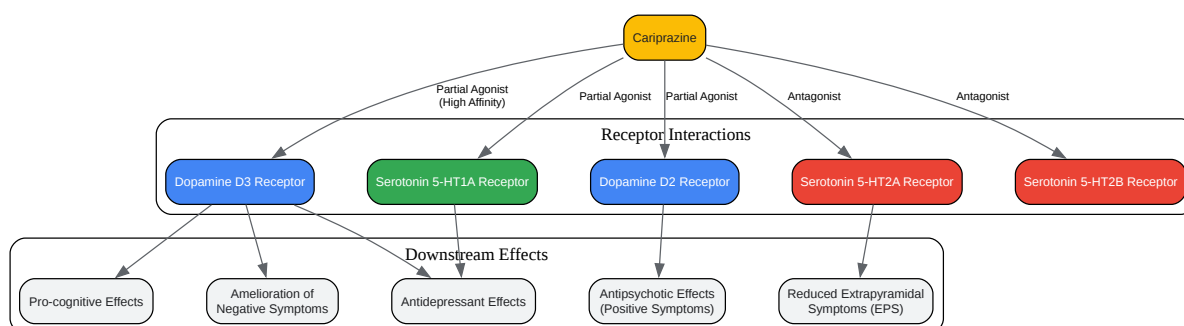 Cariprazine
Partial Agonist
(High Affinity)
Partial Agonist
Partial Agonist
Antagonist
Antagonist
Receptor Interactions
Dopamine D3 Receptor
Serotonin 5-HT1A Receptor
Dopamine D2 Receptor
Serotonin 5-HT2A Receptor
Serotonin 5-HT2B Receptor
Downstream Effects
Pro-cognitive Effects
Amelioration of
Negative Symptoms
Antidepressant Effects
Antipsychotic Effects
(Positive Symptoms)
Reduced Extrapyramidal
Symptoms (EPS)